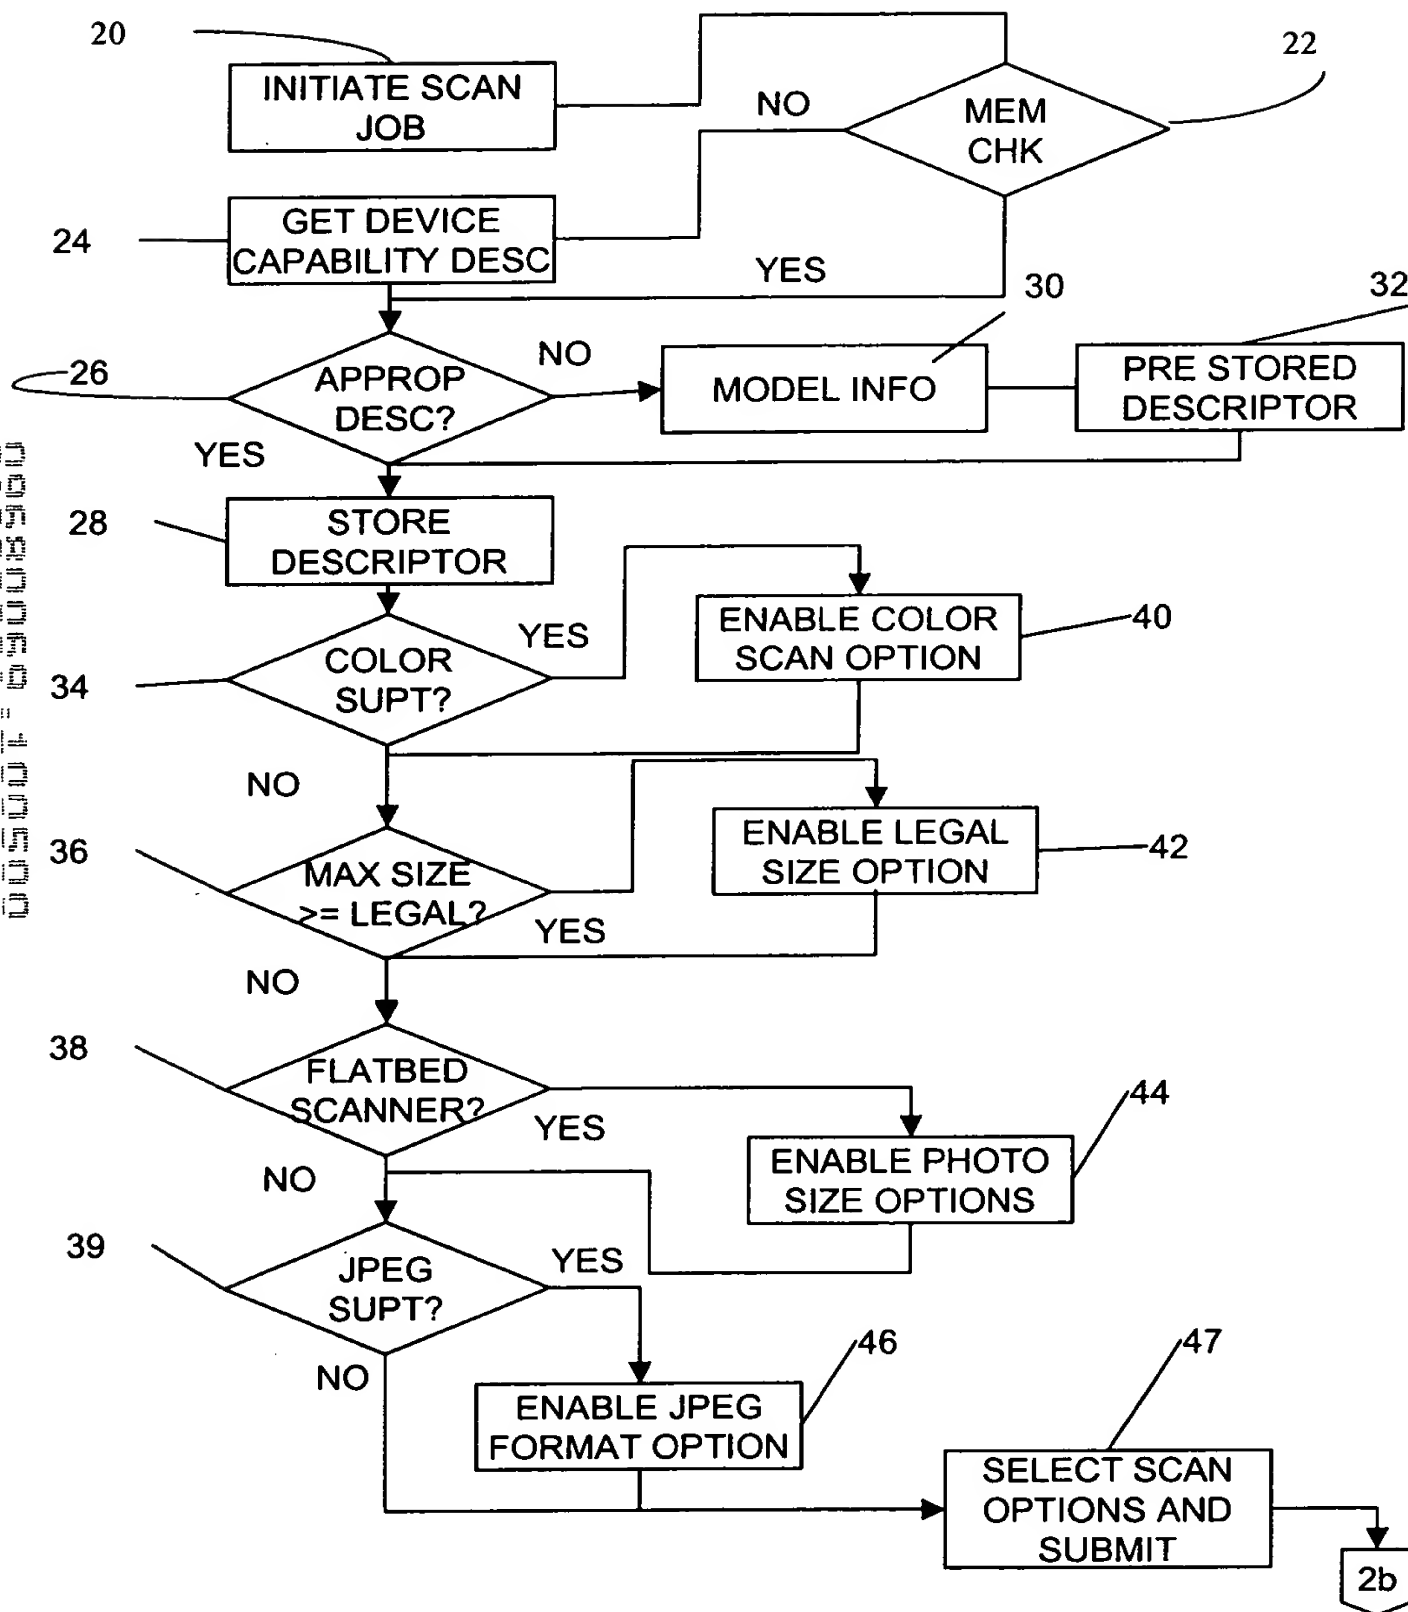 20
22
INITIATE SCAN
JOB
NO
MEM
CHK
24
GET DEVICE
CAPABILITY DESC
YES
30
32
26
APPROP
DESC?
NO
MODEL INFO
PRE STORED
DESCRIPTOR
YES
28
STORE
DESCRIPTOR
34
COLOR
SUPT?
YES
ENABLE COLOR
SCAN OPTION
40
NO
36
MAX SIZE
>= LEGAL?
YES
ENABLE LEGAL
SIZE OPTION
42
NO
38
FLATBED
SCANNER?
YES
44
ENABLE PHOTO
SIZE OPTIONS
NO
39
JPEG
SUPT?
YES
NO
46
47
ENABLE JPEG
FORMAT OPTION
SELECT SCAN
OPTIONS AND
SUBMIT
2b